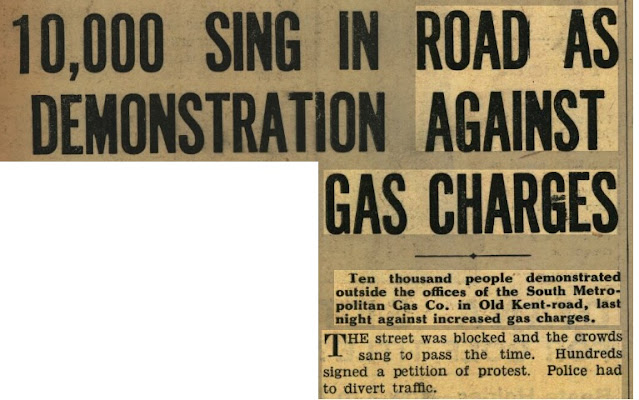 10,000 SING IN ROAD AS
DEMONSTRATION AGAINST
GAS CHARGES
Ten thousand people demonstrated
outside the offices of the South Metro-
politan Gas Co. in Old Kent-road, last
night against increased gas charges.
THE street was blocked and the crowds
sang to pass the time. Hundreds
signed a petition of protest. Police had
to divert traffic.